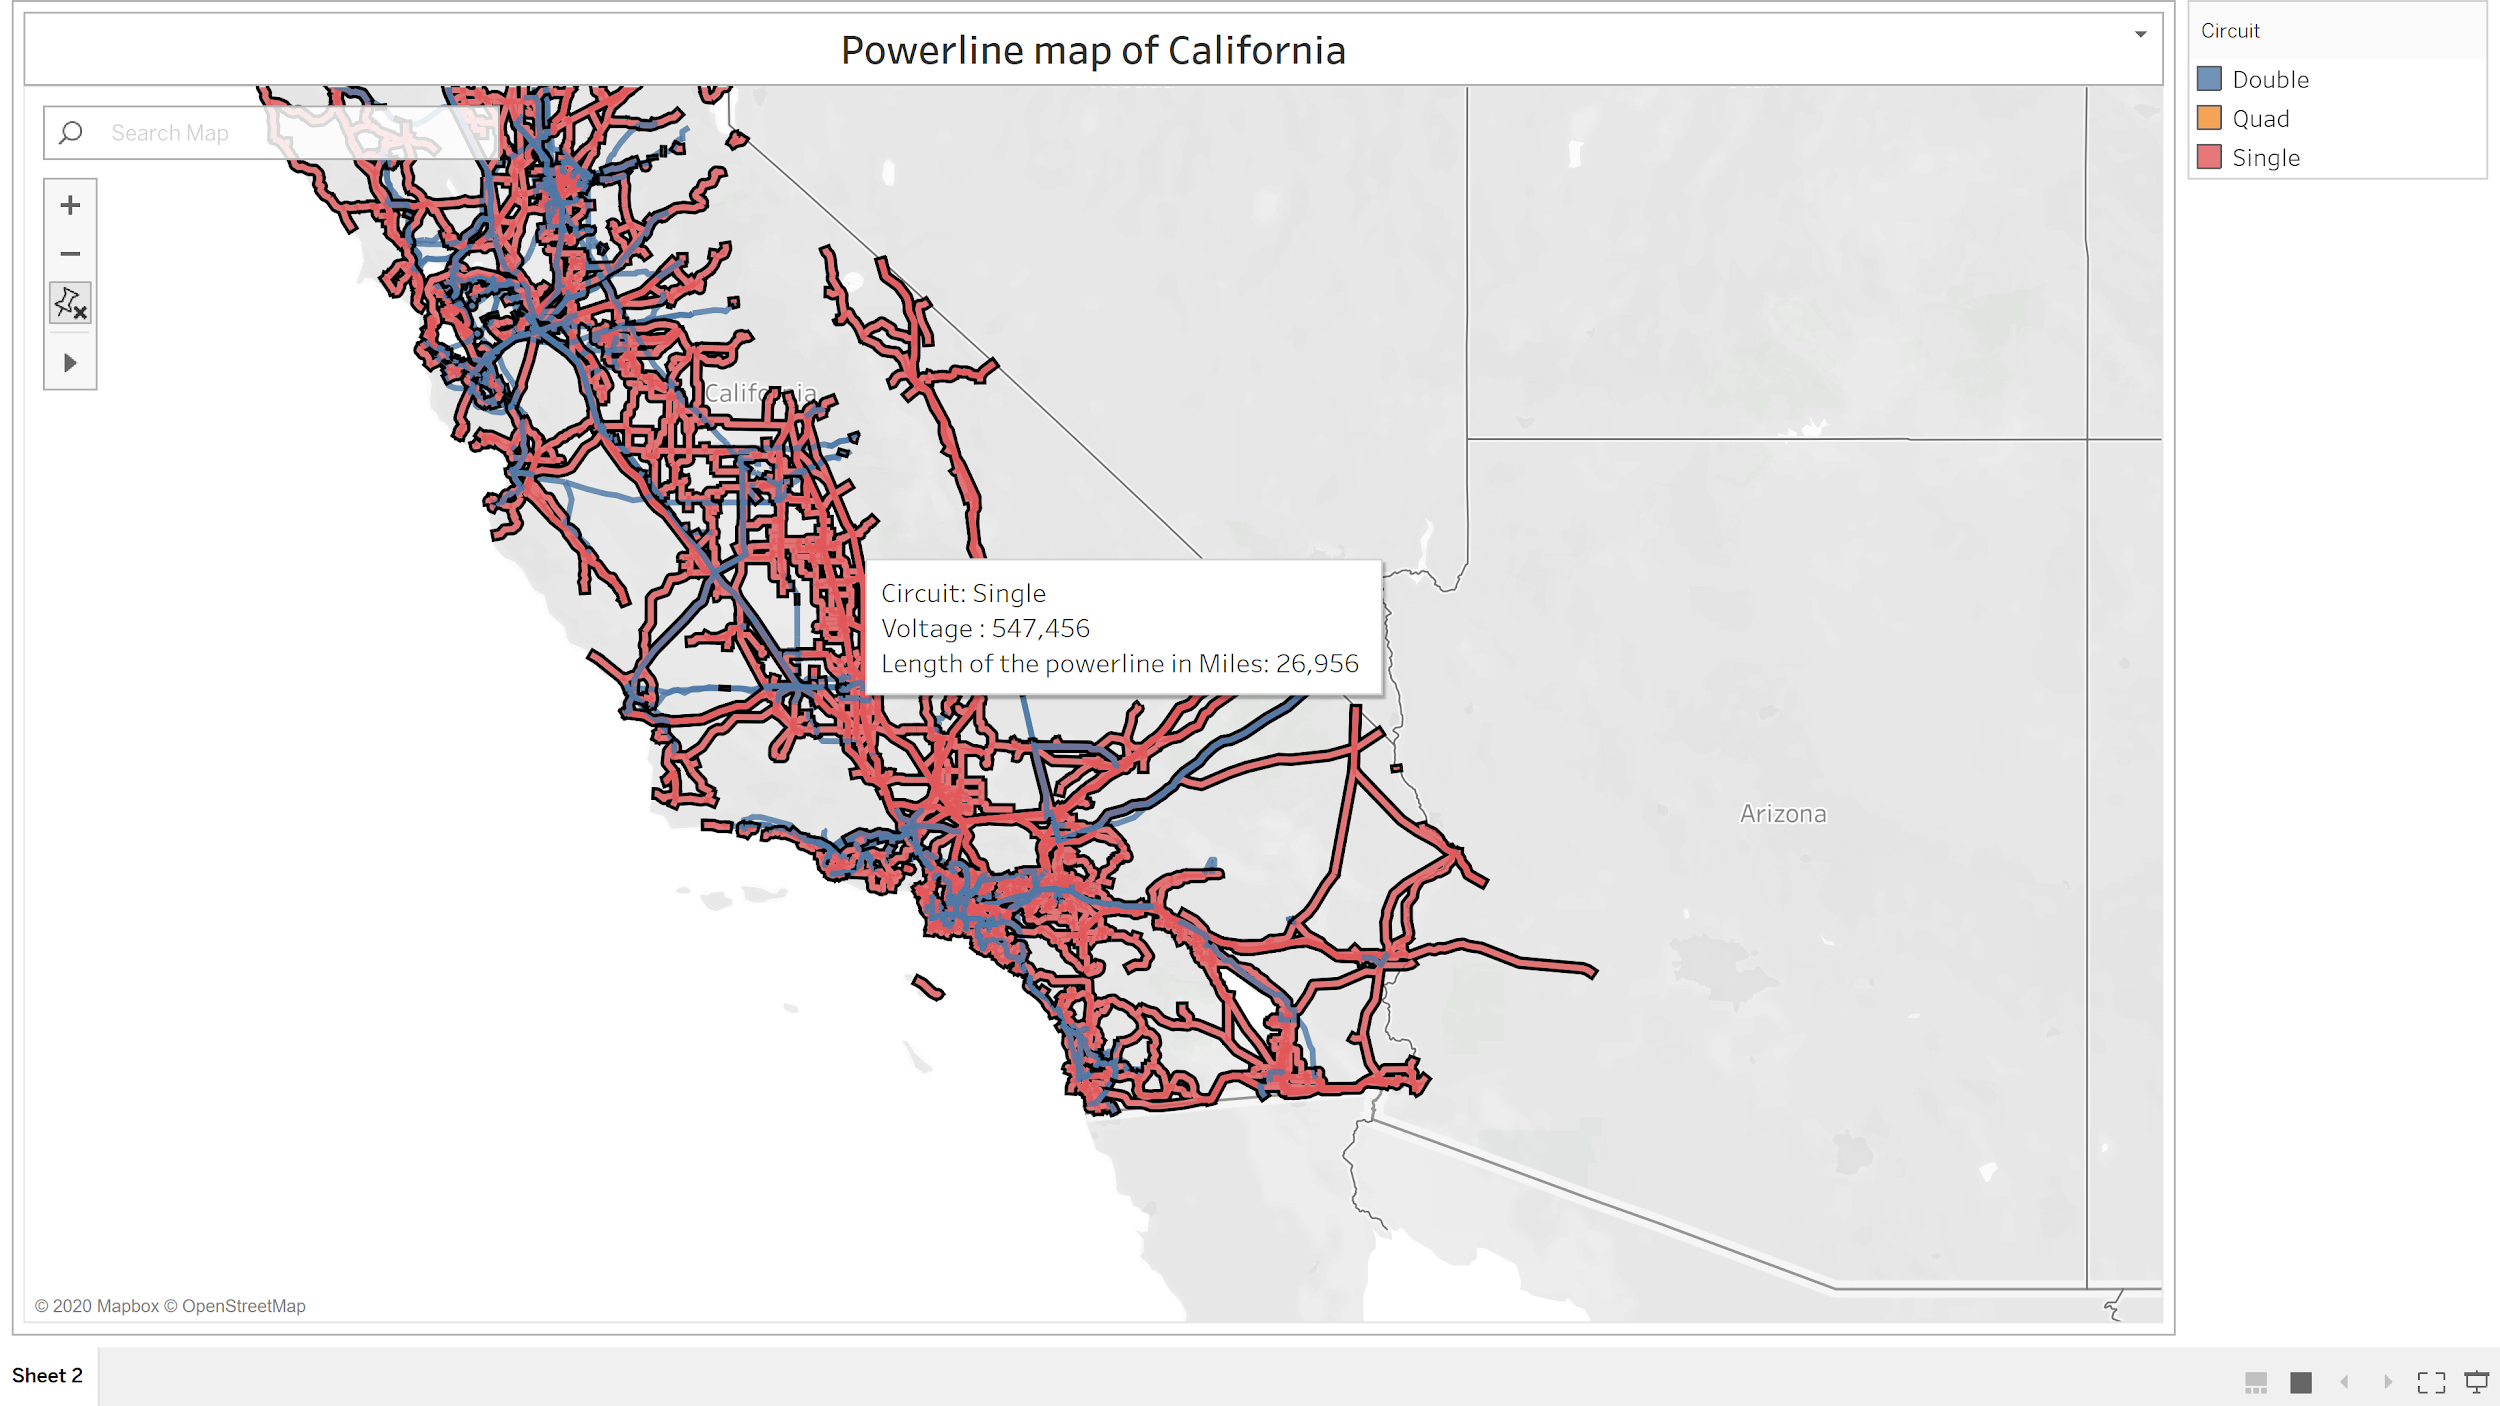 Powerline map of California
Circuit
Double
Quad
Single
Search Map
California
Circuit: Single
Voltage : 547,456
Length of the powerline in Miles: 26,956
Arizona
© 2020 Mapbox © OpenStreetMap
Sheet 2